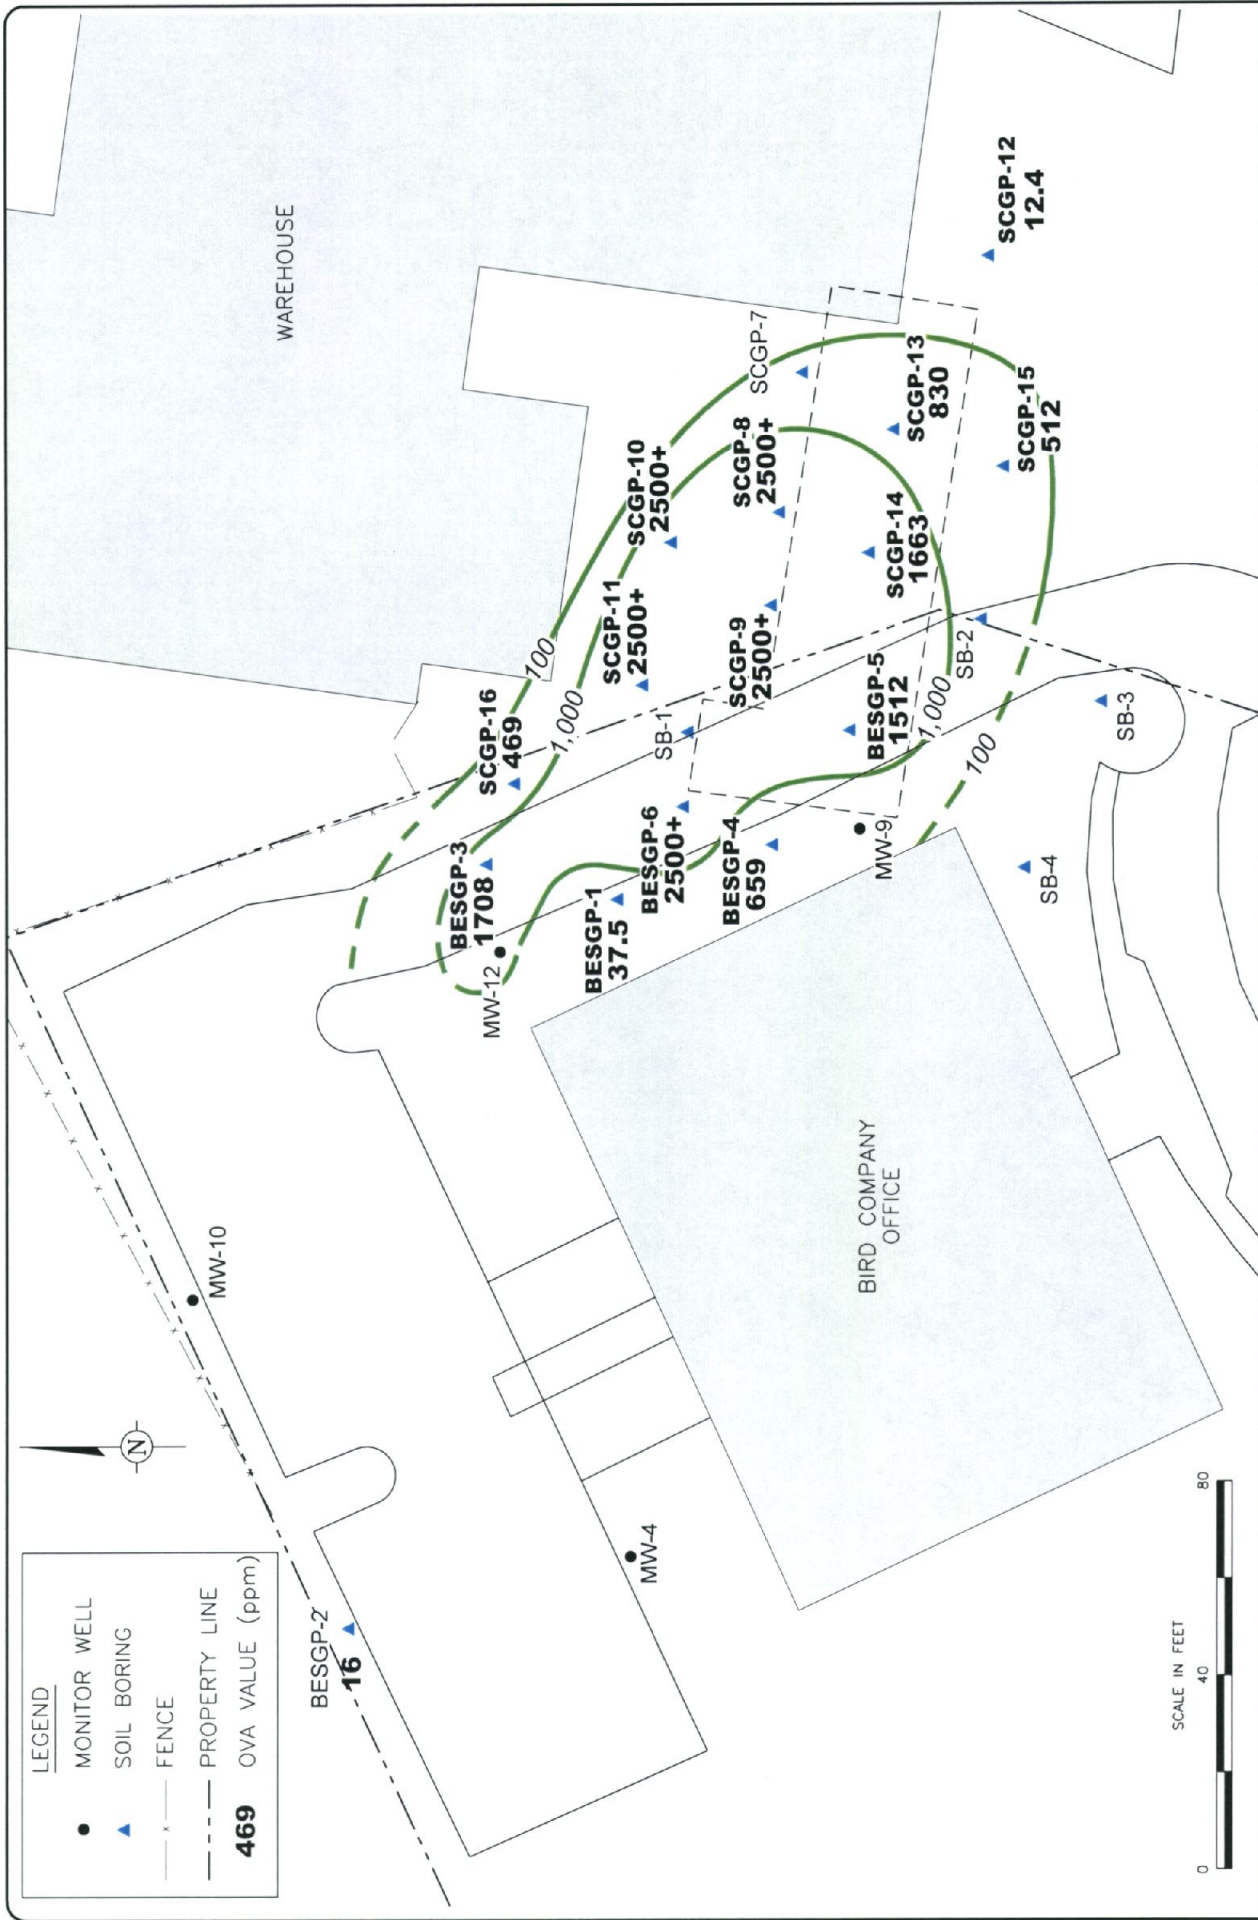 LEGEND
MONITOR WELL
SOIL BORING
x FENCE x
PROPERTY LINE
469 OVA VALUE (ppm)
N
BESGP-2
16
MW-10
MW-4
WAREHOUSE
SCGP-16
469
100
1,000
BESGP-3
1708
MW-12
BESGP-1
37.5
BESGP-6
2500+
BESGP-4
659
MW-9
SB-1
SCGP-11
2500+
SCGP-10
2500+
SCGP-9
2500+
SCGP-8
2500+
SCGP-7
BESGP-5
1512
1,000
100
SCGP-14
1663
SCGP-13
830
SCGP-15
512
SCGP-12
12.4
SB-2
SB-3
SB-4
BIRD COMPANY
OFFICE
0 40 80
SCALE IN FEET